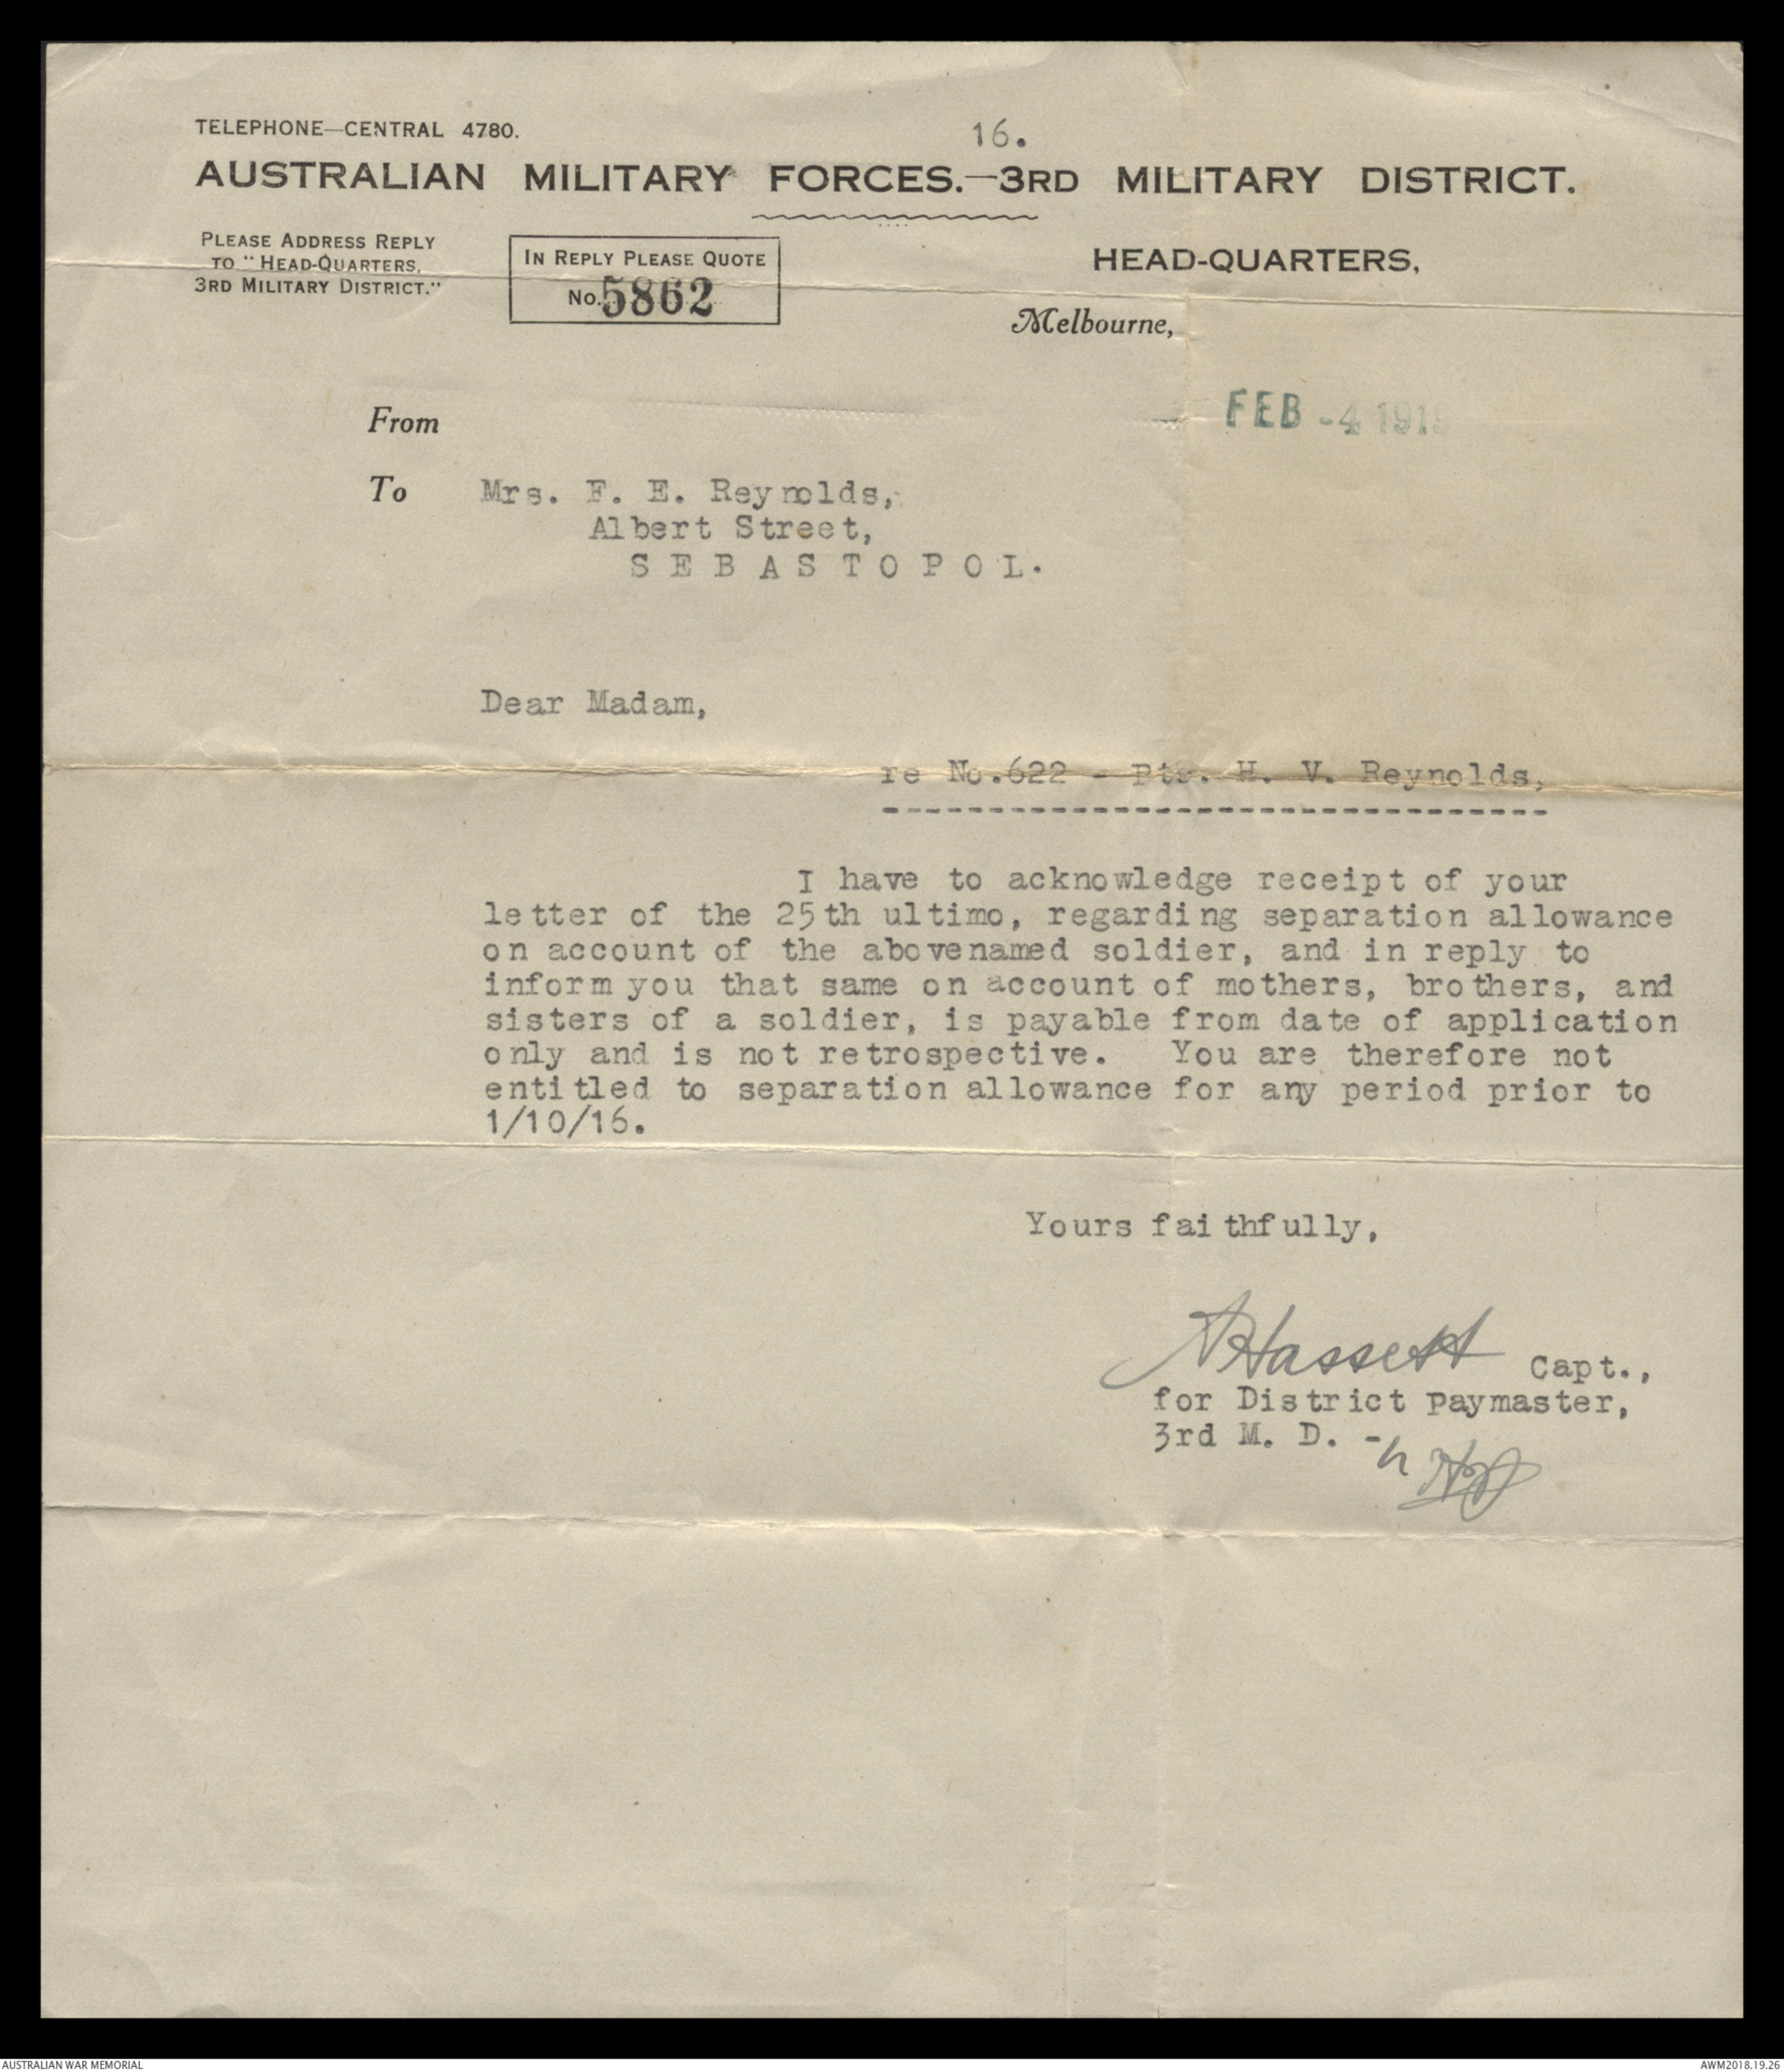 TELEPHONE—CENTRAL 4780.
16.
AUSTRALIAN MILITARY FORCES.—3RD MILITARY DISTRICT.
PLEASE ADDRESS REPLY
TO "HEAD-QUARTERS,
3RD MILITARY DISTRICT."
IN REPLY PLEASE QUOTE
No. 5862
HEAD-QUARTERS,
Melbourne,
FEB -4 1919
From
To Mrs. F. E. Reynolds,
Albert Street,
SEBASTOPOL.
Dear Madam,
re No.622 - Pte. H. V. Reynolds,
I have to acknowledge receipt of your
letter of the 25th ultimo, regarding separation allowance
on account of the abovenamed soldier, and in reply to
inform you that same on account of mothers, brothers, and
sisters of a soldier, is payable from date of application
only and is not retrospective. You are therefore not
entitled to separation allowance for any period prior to
1/10/16.
Yours faithfully,
Hassett Capt.,
for District Paymaster,
3rd M. D. -
AUSTRALIAN WAR MEMORIAL
AWM2018.19.26